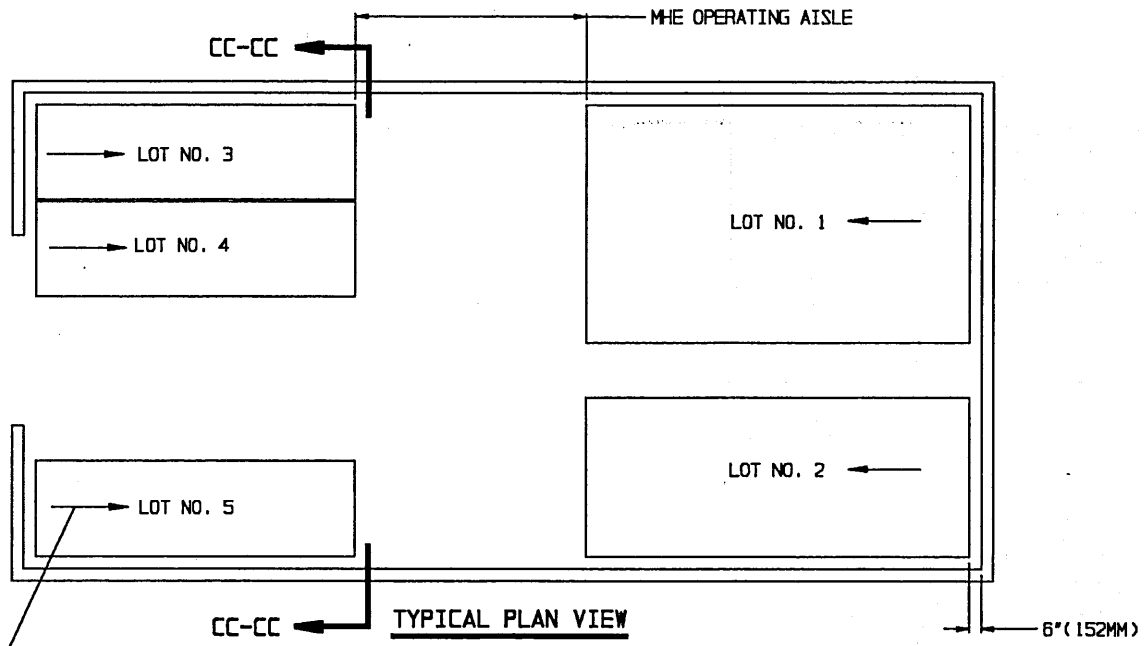 MHE OPERATING AISLE
CC-CC
LOT NO. 3
LOT NO. 4
LOT NO. 1
LOT NO. 2
LOT NO. 5
CC-CC
TYPICAL PLAN VIEW
6"(152MM)